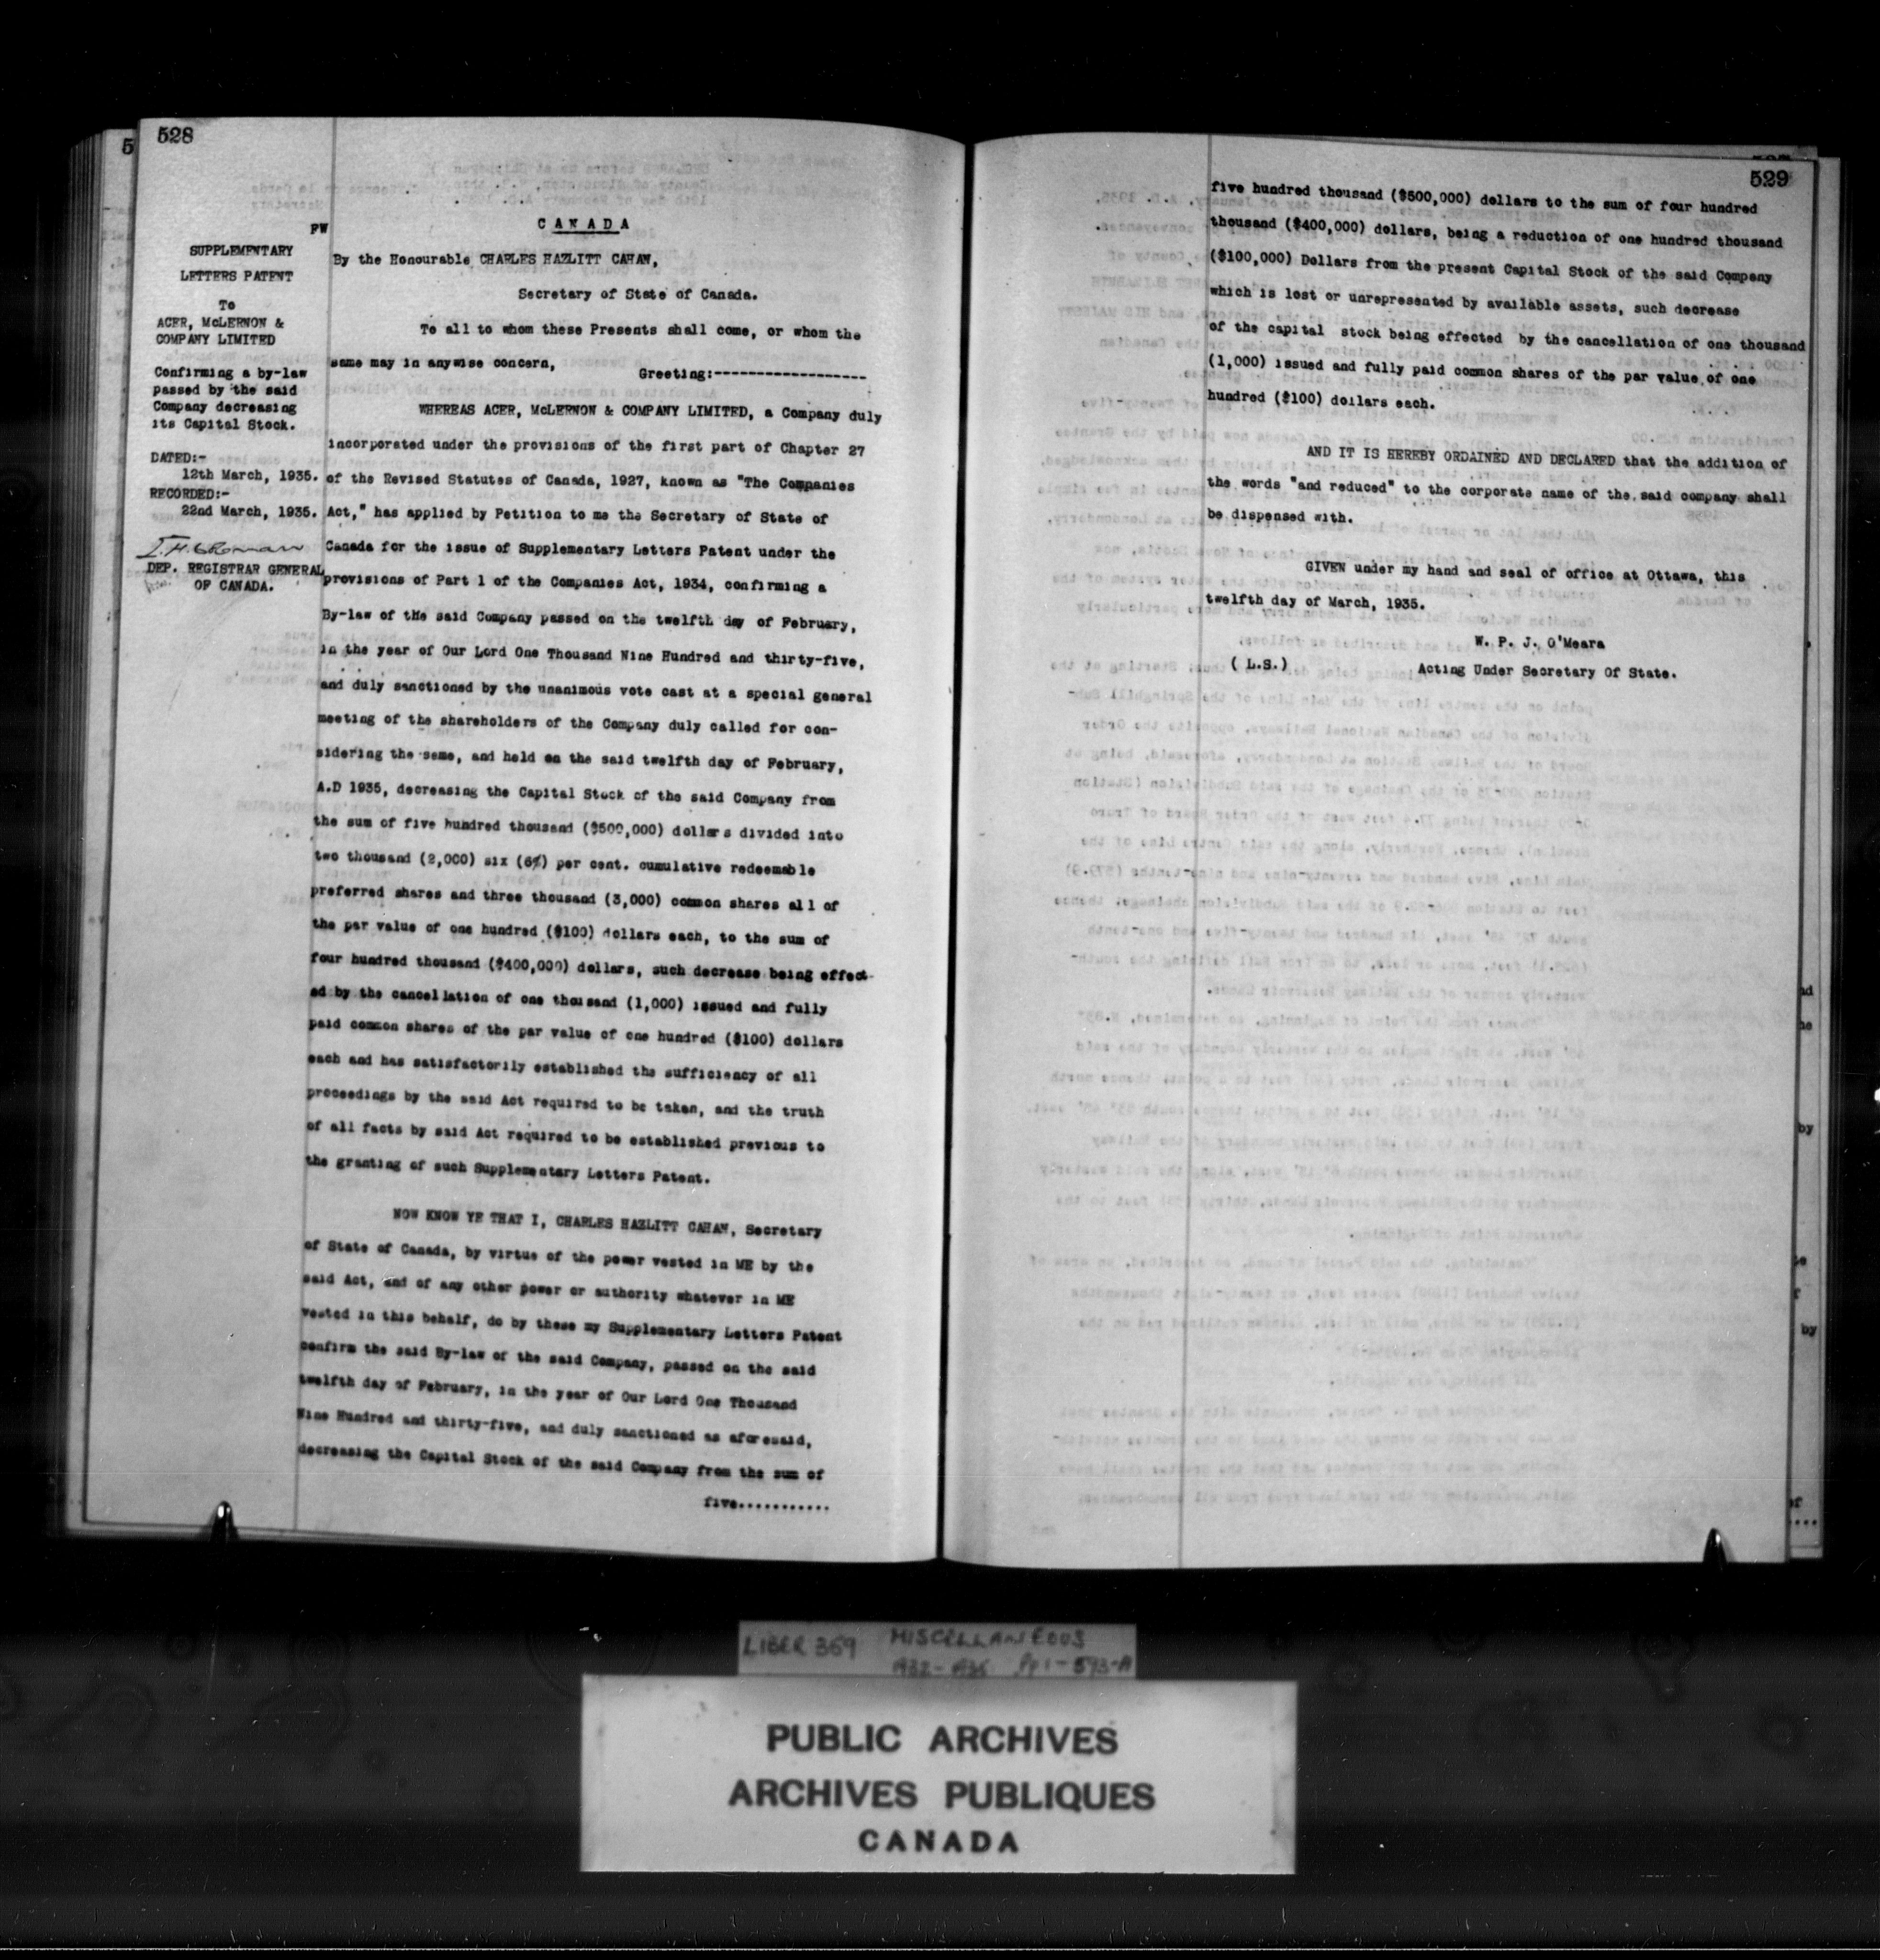 528
FW
SUPPLEMENTARY
LETTERS PATENT
To
ACER, McLERNON &
COMPANY LIMITED
Confirming a by-law
passed by the said
Company decreasing
its Capital Stock.
DATED:-
12th March, 1935.
RECORDED:-
22nd March, 1935.
DEP. REGISTRAR GENERAL
OF CANADA.
CANADA
By the Honourable CHARLES HAZLITT CAHAN,
Secretary of State of Canada.
To all to whom these Presents shall come, or whom the
same may in anywise concern,
Greeting:-------------------
WHEREAS ACER, McLERNON & COMPANY LIMITED, a Company duly
incorporated under the provisions of the first part of Chapter 27
of the Revised Statutes of Canada, 1927, known as "The Companies
Act," has applied by Petition to me the Secretary of State of
Canada for the issue of Supplementary Letters Patent under the
provisions of Part 1 of the Companies Act, 1934, confirming a
By-law of the said Company passed on the twelfth day of February,
in the year of Our Lord One Thousand Nine Hundred and thirty-five,
and duly sanctioned by the unanimous vote cast at a special general
meeting of the shareholders of the Company duly called for con-
sidering the same, and held on the said twelfth day of February,
A.D 1935, decreasing the Capital Stock of the said Company from
the sum of five hundred thousand ($500,000) dollars divided into
two thousand (2,000) six (6%) per cent. cumulative redeemable
preferred shares and three thousand (3,000) common shares all of
the par value of one hundred ($100) dollars each, to the sum of
four hundred thousand ($400,000) dollars, such decrease being effect-
ed by the cancellation of one thousand (1,000) issued and fully
paid common shares of the par value of one hundred ($100) dollars
each and has satisfactorily established the sufficiency of all
proceedings by the said Act required to be taken, and the truth
of all facts by said Act required to be established previous to
the granting of such Supplementary Letters Patent.
NOW KNOW YE THAT I, CHARLES HAZLITT CAHAN, Secretary
of State of Canada, by virtue of the power vested in ME by the
said Act, and of any other power or authority whatever in ME
vested in this behalf, do by these my Supplementary Letters Patent
confirm the said By-law of the said Company, passed on the said
twelfth day of February, in the year of Our Lord One Thousand
Nine Hundred and thirty-five, and duly sanctioned as aforesaid,
decreasing the Capital Stock of the said Company from the sum of
five...........
529
five hundred thousand ($500,000) dollars to the sum of four hundred
thousand ($400,000) dollars, being a reduction of one hundred thousand
($100,000) Dollars from the present Capital Stock of the said Company
which is lost or unrepresented by available assets, such decrease
of the capital stock being effected by the cancellation of one thousand
(1,000) issued and fully paid common shares of the par value of one
hundred ($100) dollars each.
AND IT IS HEREBY ORDAINED AND DECLARED that the addition of
the words "and reduced" to the corporate name of the said company shall
be dispensed with.
GIVEN under my hand and seal of office at Ottawa, this
twelfth day of March, 1935.
W. P. J. O'Meara
(L.S.)
Acting Under Secretary Of State.
LIBER 369 MISCELLANEOUS
PUBLIC ARCHIVES
ARCHIVES PUBLIQUES
CANADA